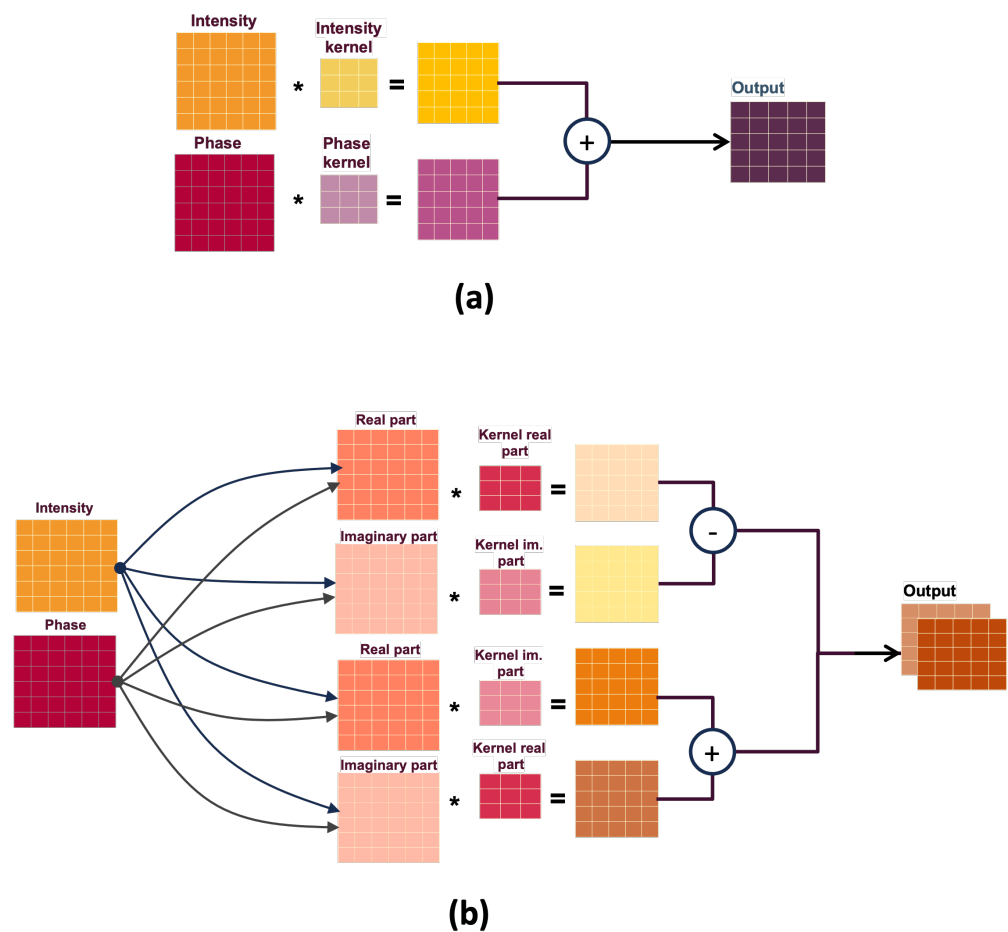 Intensity
Intensity
kernel
*
=
Output
+
Phase
Phase
kernel
*
=
(a)
Real part
Kernel real
part
*
=
Intensity
-
Imaginary part
Kernel im.
part
*
=
Output
Phase
Real part
Kernel im.
part
*
=
+
Imaginary part
Kernel real
part
*
=
(b)